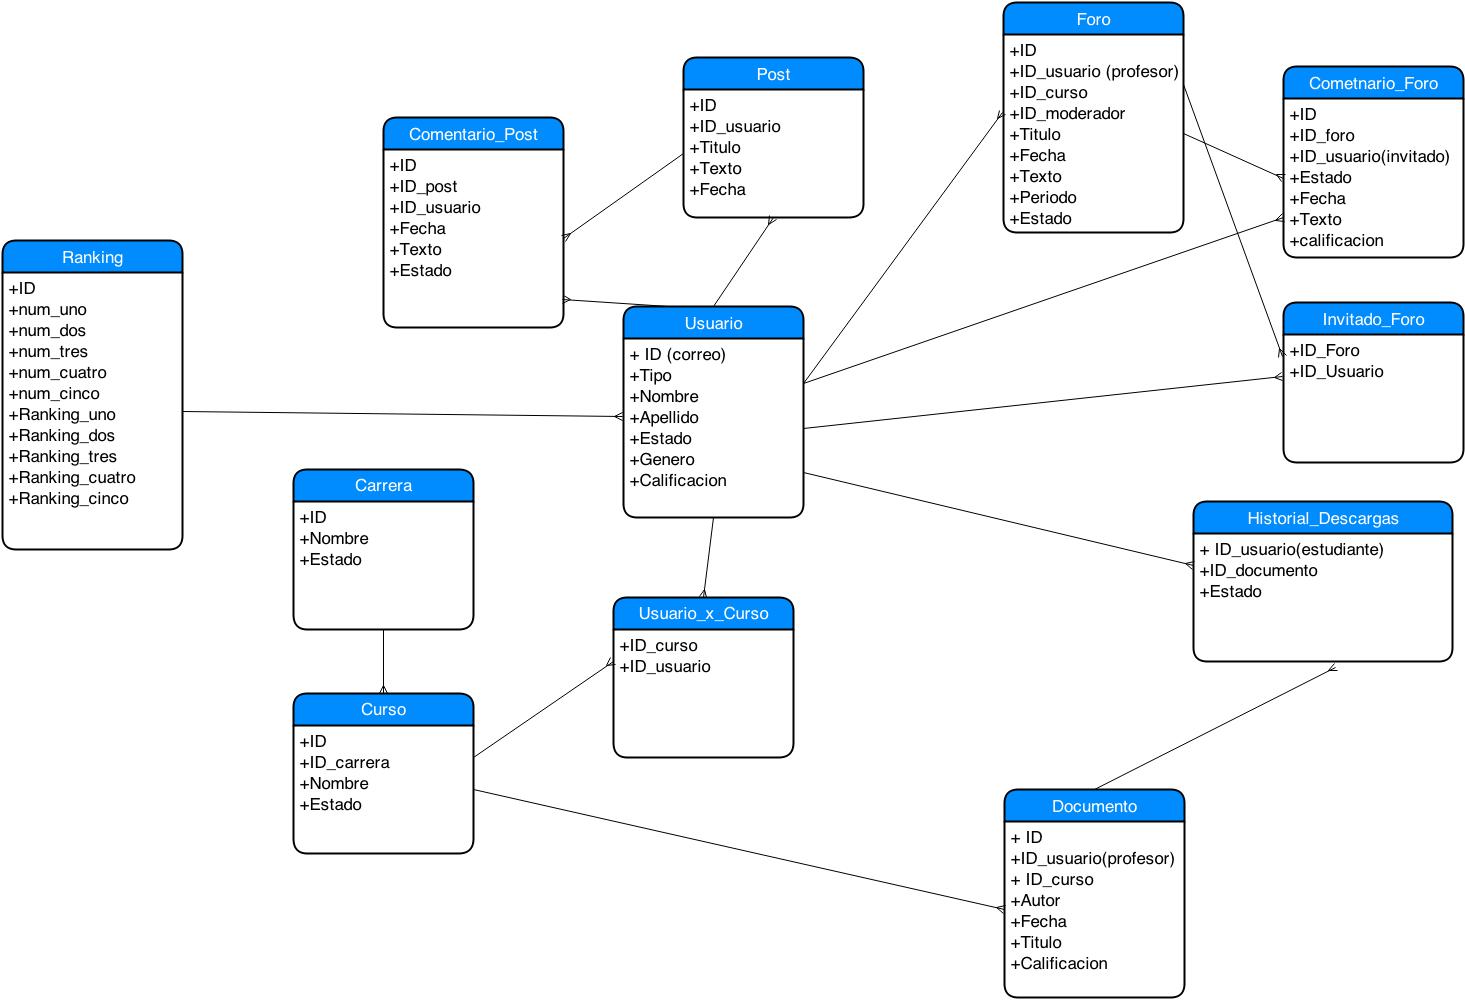 Foro
+ID
+ID_usuario (profesor)
+ID_curso
+ID_moderador
+Titulo
+Fecha
+Texto
+Periodo
+Estado
Post
+ID
+ID_usuario
+Titulo
+Texto
+Fecha
Cometnario_Foro
+ID
+ID_foro
+ID_usuario(invitado)
+Estado
+Fecha
+Texto
+calificacion
Comentario_Post
+ID
+ID_post
+ID_usuario
+Fecha
+Texto
+Estado
Ranking
+ID
+num_uno
+num_dos
+num_tres
+num_cuatro
+num_cinco
+Ranking_uno
+Ranking_dos
+Ranking_tres
+Ranking_cuatro
+Ranking_cinco
Usuario
+ ID (correo)
+Tipo
+Nombre
+Apellido
+Estado
+Genero
+Calificacion
Invitado_Foro
+ID_Foro
+ID_Usuario
Carrera
+ID
+Nombre
+Estado
Historial_Descargas
+ ID_usuario(estudiante)
+ID_documento
+Estado
Usuario_x_Curso
+ID_curso
+ID_usuario
Curso
+ID
+ID_carrera
+Nombre
+Estado
Documento
+ ID
+ID_usuario(profesor)
+ ID_curso
+Autor
+Fecha
+Titulo
+Calificacion